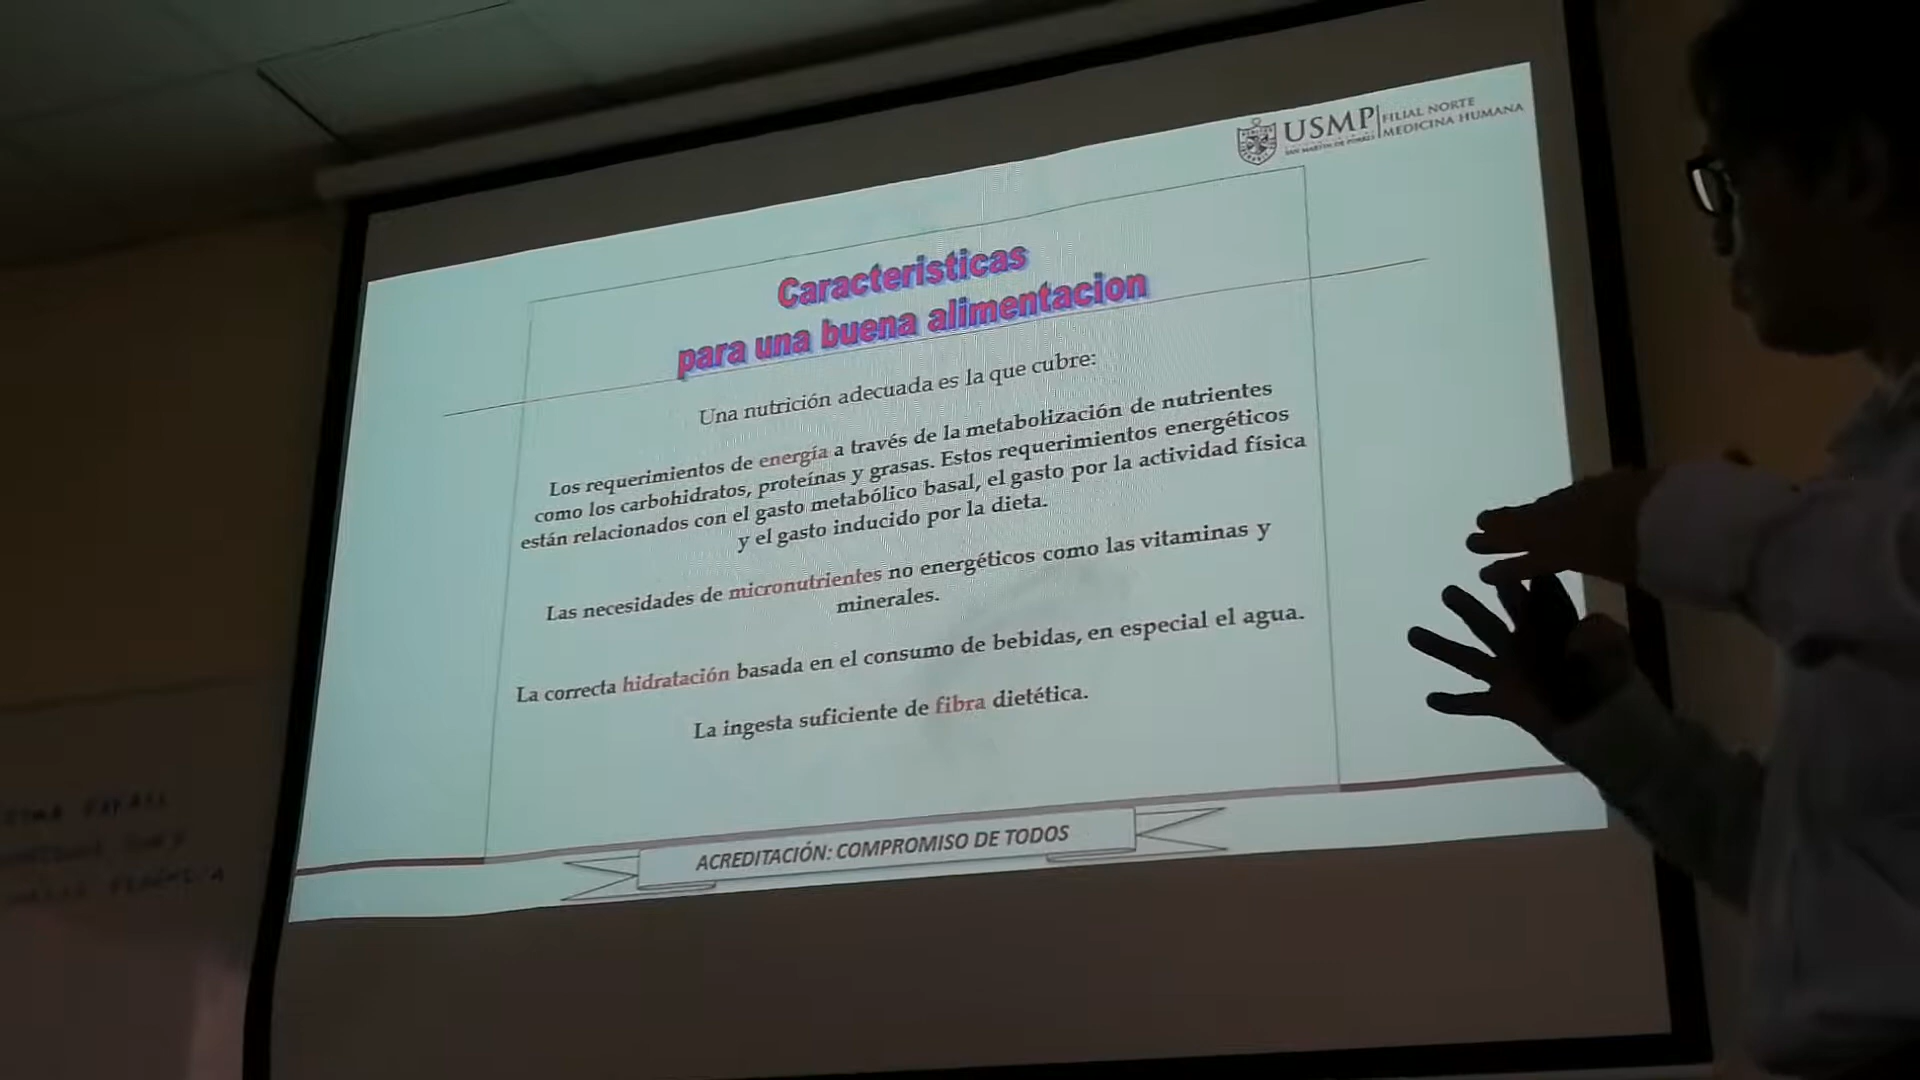 USMP
FILIAL NORTE
MEDICINA HUMANA
SAN MARTIN DE PORRES
Caracteristicas
para una buena alimentacion
Una nutrición adecuada es la que cubre:
Los requerimientos de energía a través de la metabolización de nutrientes
como los carbohidratos, proteínas y grasas. Estos requerimientos energéticos
están relacionados con el gasto metabólico basal, el gasto por la actividad física
y el gasto inducido por la dieta.
Las necesidades de micronutrientes no energéticos como las vitaminas y
minerales.
La correcta hidratación basada en el consumo de bebidas, en especial el agua.
La ingesta suficiente de fibra dietética.
ACREDITACIÓN: COMPROMISO DE TODOS